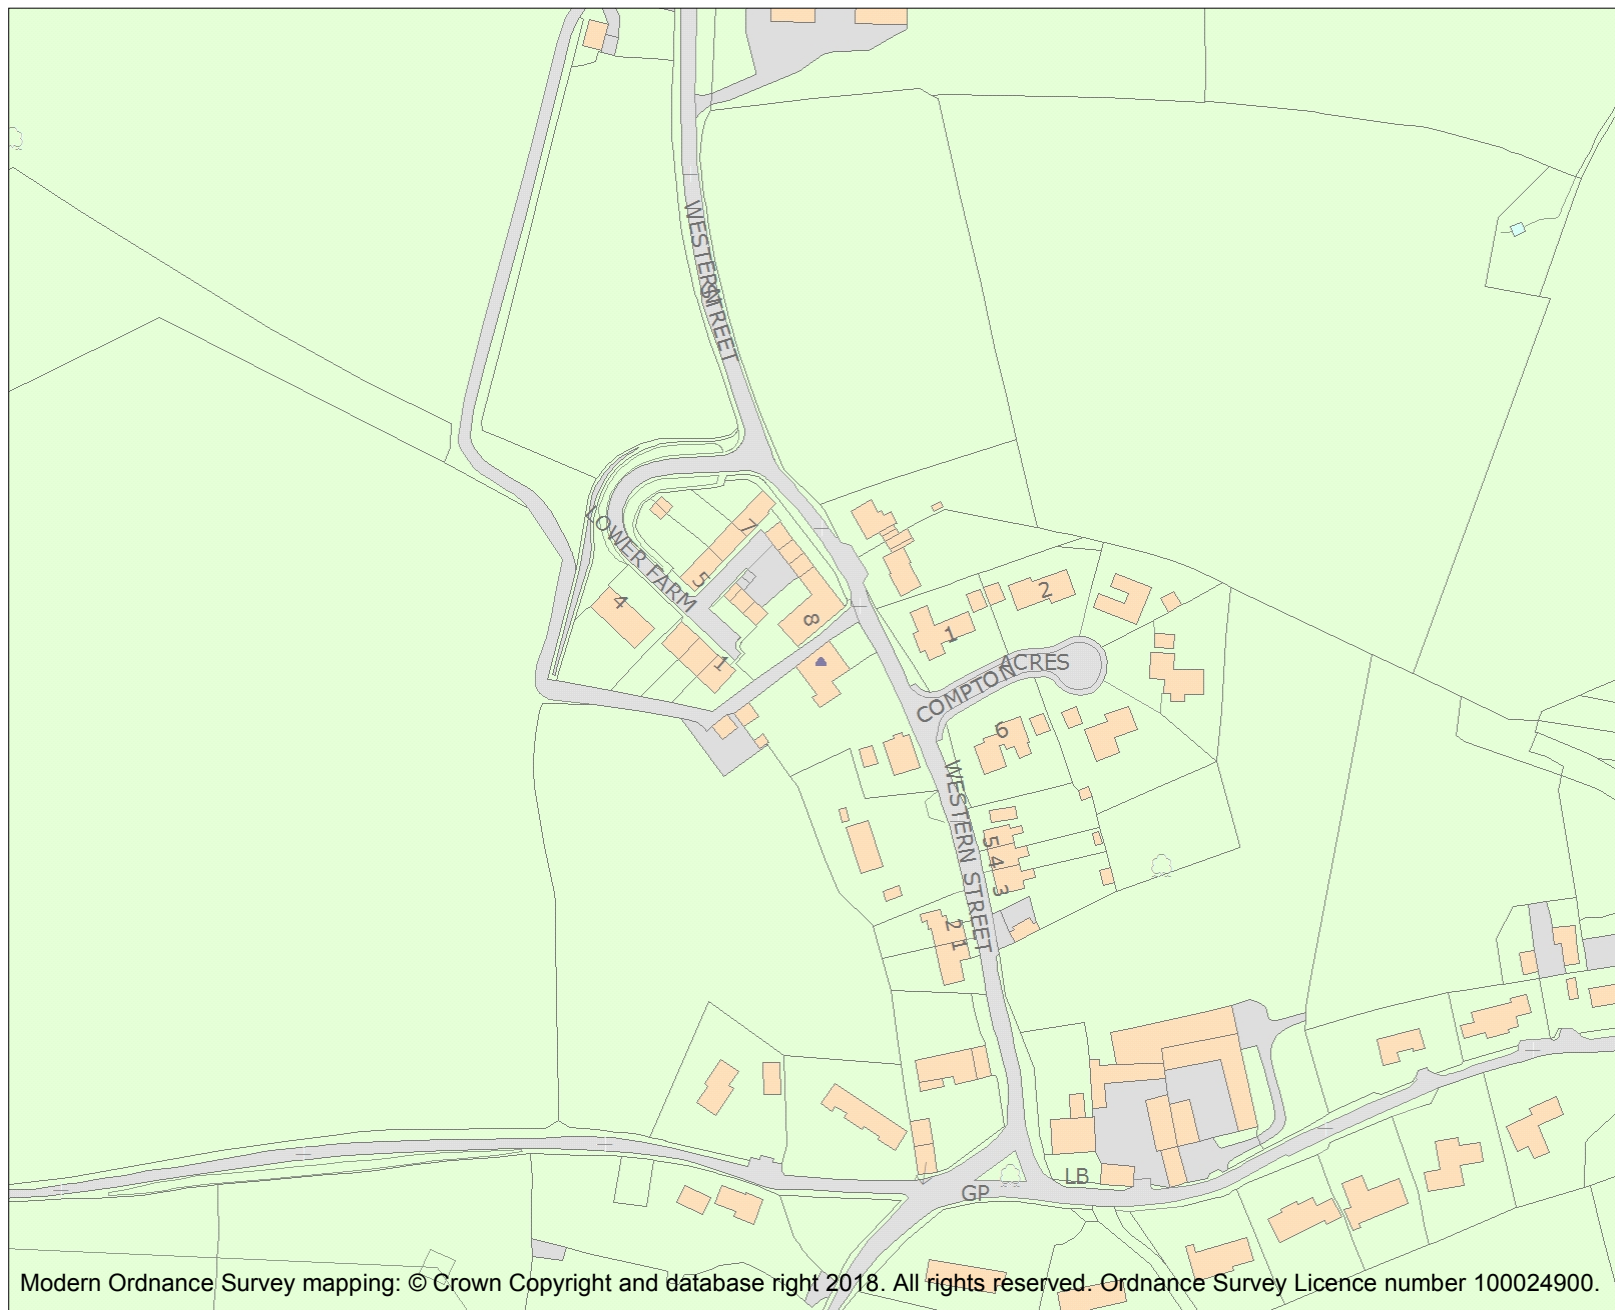 WESTERN STREET
LOWER FARM
7
5
4
1
8
2
1
COMPTON ACRES
6
WESTERN STREET
5
4
3
2
1
LB
GP
Modern Ordnance Survey mapping: © Crown Copyright and database right 2018. All rights reserved. Ordnance Survey Licence number 100024900.